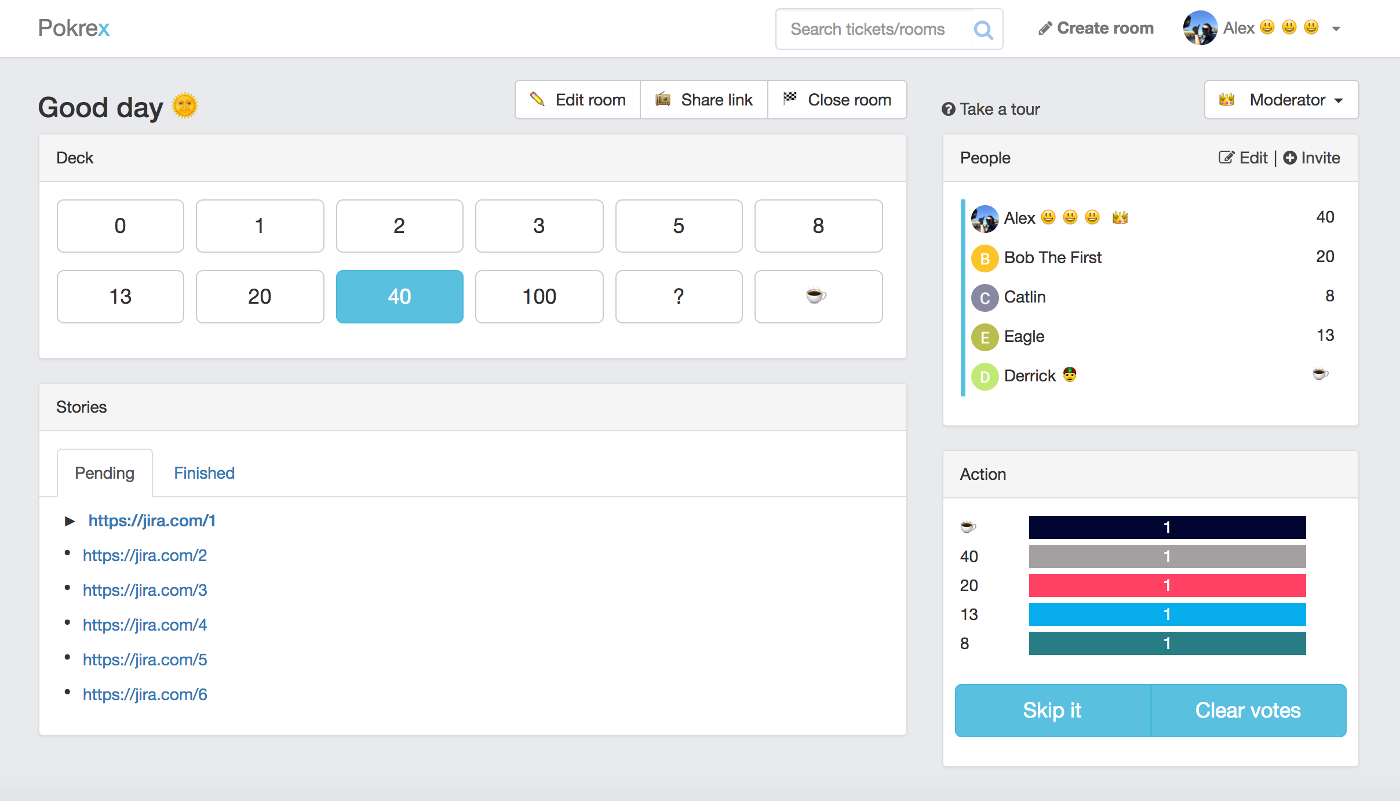 Pokrex
Search tickets/rooms
Create room
Alex 😃 😃 😃
Good day 🌞
Edit room
Share link
Close room
Take a tour
Moderator
Deck
0 1 2 3 5 8
13 20 40 100 ? ☕
Stories
Pending Finished
https://jira.com/1
https://jira.com/2
https://jira.com/3
https://jira.com/4
https://jira.com/5
https://jira.com/6
People
Edit | Invite
Alex 😃 😃 😃 40
B Bob The First 20
C Catlin 8
E Eagle 13
D Derrick ☕
Action
☕ 1
40 1
20 1
13 1
8 1
Skip it
Clear votes